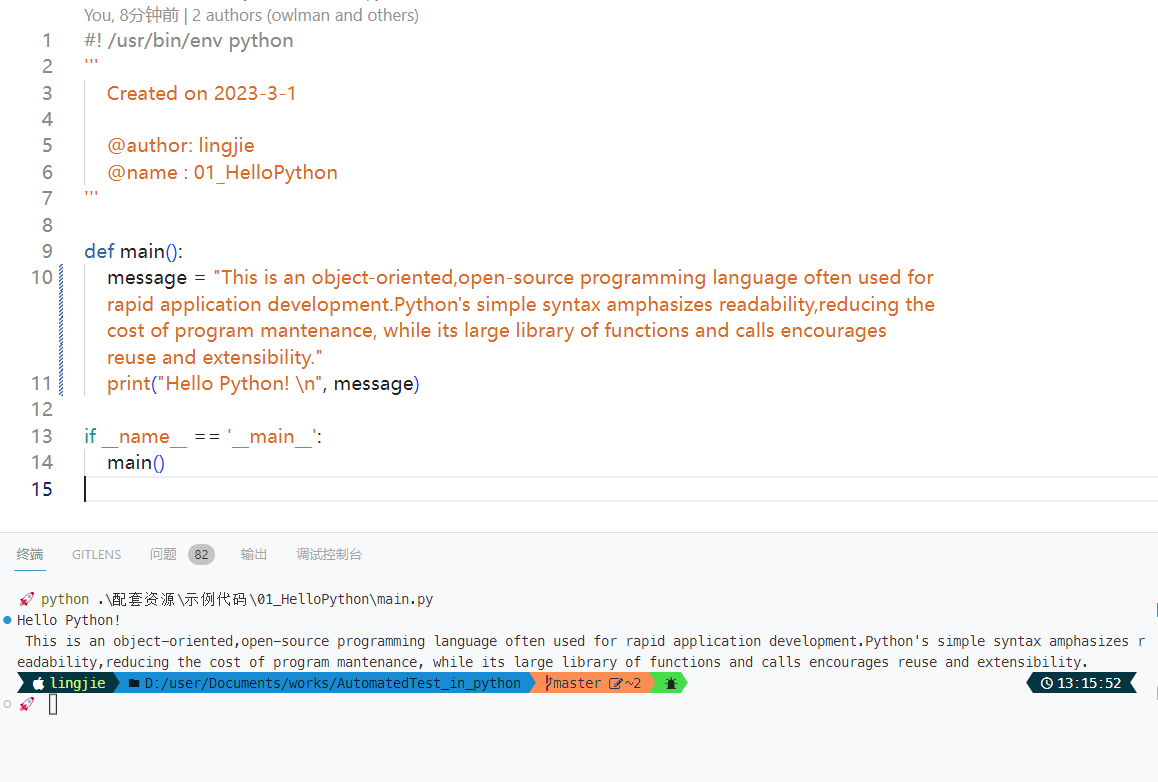 You, 8分钟前 | 2 authors (owlman and others)
1 #! /usr/bin/env python
2 '''
3 Created on 2023-3-1
4
5 @author: lingjie
6 @name : 01_HelloPython
7 '''
8
9 def main():
10 message = "This is an object-oriented,open-source programming language often used for
rapid application development.Python's simple syntax amphasizes readability,reducing the
cost of program mantenance, while its large library of functions and calls encourages
reuse and extensibility."
11 print("Hello Python! \n", message)
12
13 if __name__ == '__main__':
14 main()
15
终端 GITLENS 问题 82 输出 调试控制台
python .\配套资源\示例代码\01_HelloPython\main.py
Hello Python!
This is an object-oriented,open-source programming language often used for rapid application development.Python's simple syntax amphasizes r
eadability,reducing the cost of program mantenance, while its large library of functions and calls encourages reuse and extensibility.
lingjie D:/user/Documents/works/AutomatedTest_in_python master ~2 13:15:52